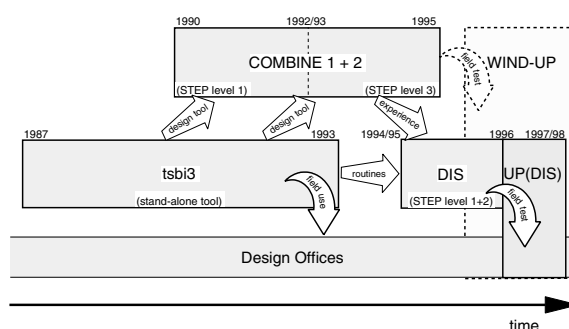 1990 1992/93 1995
COMBINE 1 + 2
field test
WIND-UP
(STEP level 1) (STEP level 3)
design tool design tool experience
1987 1993 1994/95 1996 1997/98
tsbi3 routines DIS UP(DIS)
(stand-alone tool) field use (STEP level 1+2) field test
Design Offices
time